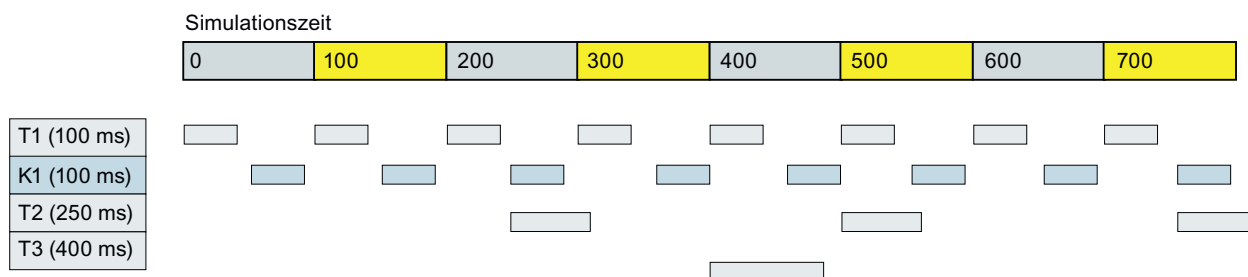 Simulationszeit
0 100 200 300 400 500 600 700
T1 (100 ms)
K1 (100 ms)
T2 (250 ms)
T3 (400 ms)